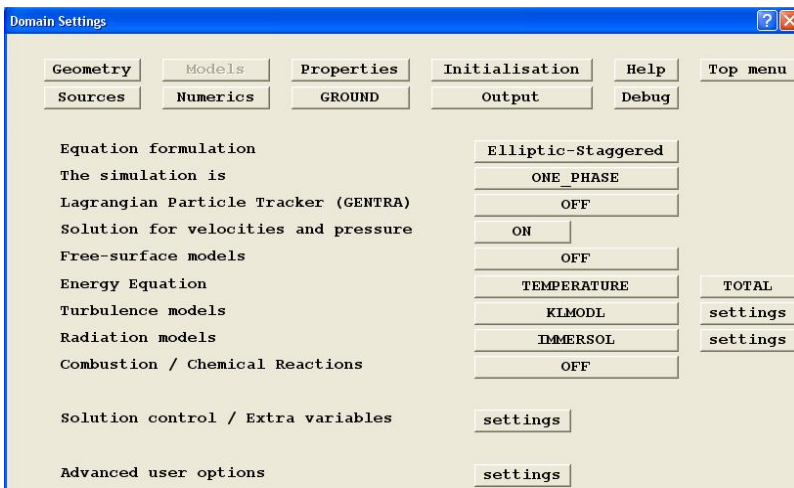 Domain Settings
Geometry Models Properties Initialisation Help Top menu
Sources Numerics GROUND Output Debug
Equation formulation Elliptic-Staggered
The simulation is ONE_PHASE
Lagrangian Particle Tracker (GENTRA) OFF
Solution for velocities and pressure ON
Free-surface models OFF
Energy Equation TEMPERATURE TOTAL
Turbulence models KLMODL settings
Radiation models IMMERSOL settings
Combustion / Chemical Reactions OFF
Solution control / Extra variables settings
Advanced user options settings